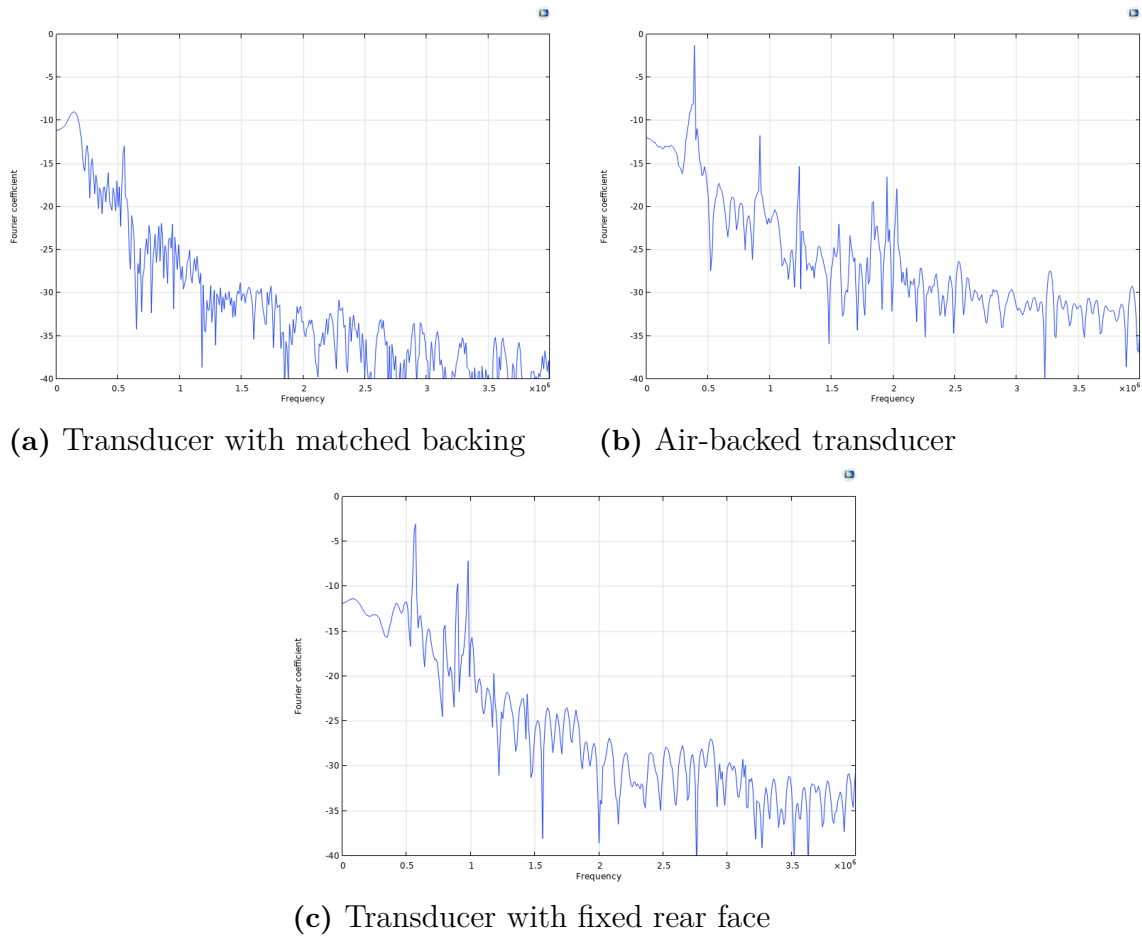 0
-5
-10
-15
-20
-25
-30
-35
-40
Fourier coefficient
0 0.5 1 1.5 2 2.5 3 3.5 ×10⁶
Frequency
(a) Transducer with matched backing
0
-5
-10
-15
-20
-25
-30
-35
-40
Fourier coefficient
0 0.5 1 1.5 2 2.5 3 3.5 ×10⁶
Frequency
(b) Air-backed transducer
0
-5
-10
-15
-20
-25
-30
-35
-40
Fourier coefficient
0 0.5 1 1.5 2 2.5 3 3.5 ×10⁶
Frequency
(c) Transducer with fixed rear face